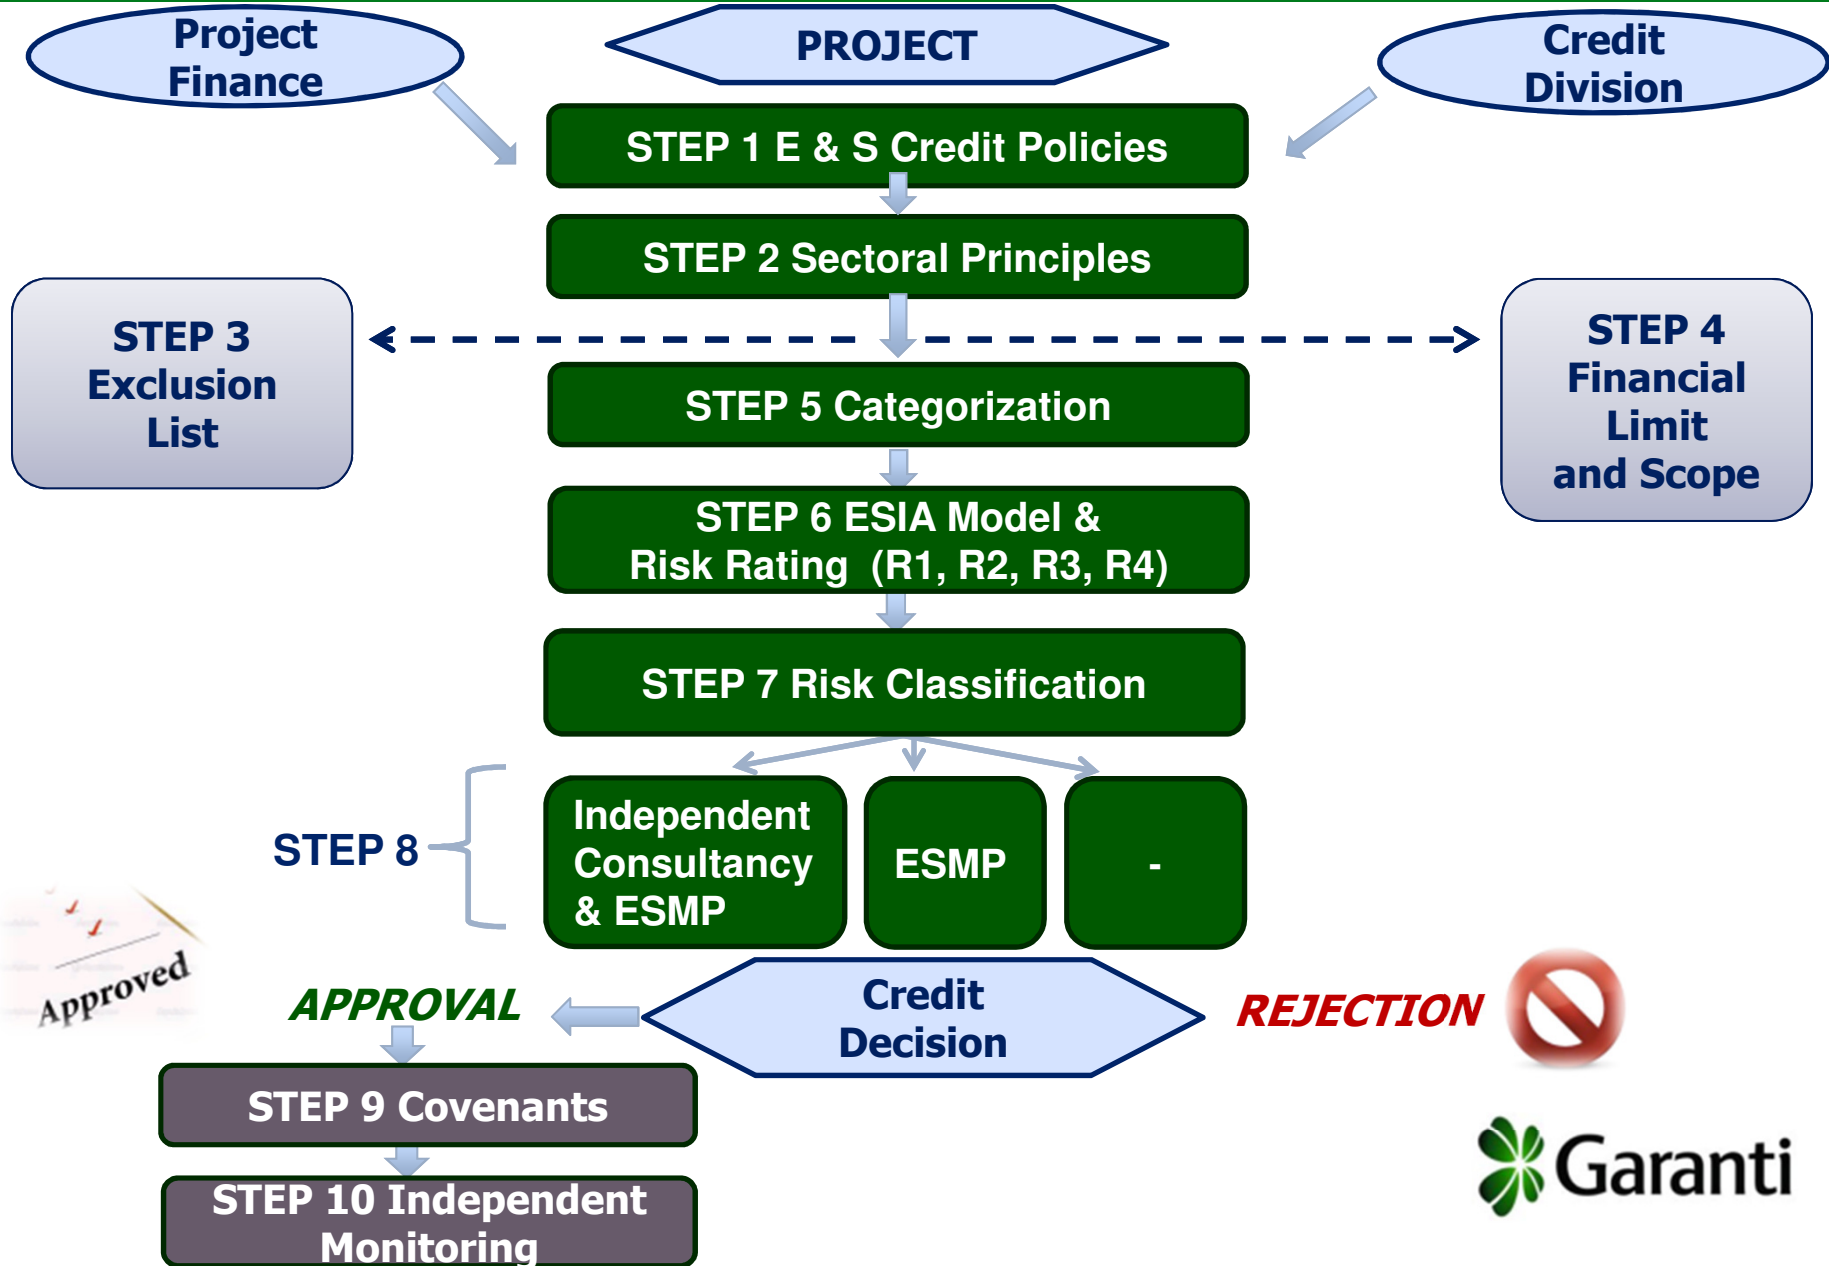 Project
Finance
PROJECT
Credit
Division
STEP 1 E & S Credit Policies
STEP 2 Sectoral Principles
STEP 3
Exclusion
List
STEP 4
Financial
Limit
and Scope
STEP 5 Categorization
STEP 6 ESIA Model &
Risk Rating (R1, R2, R3, R4)
STEP 7 Risk Classification
STEP 8
Independent
Consultancy
& ESMP
ESMP
-
Approved
APPROVAL
Credit
Decision
REJECTION
STEP 9 Covenants
STEP 10 Independent
Monitoring
Garanti